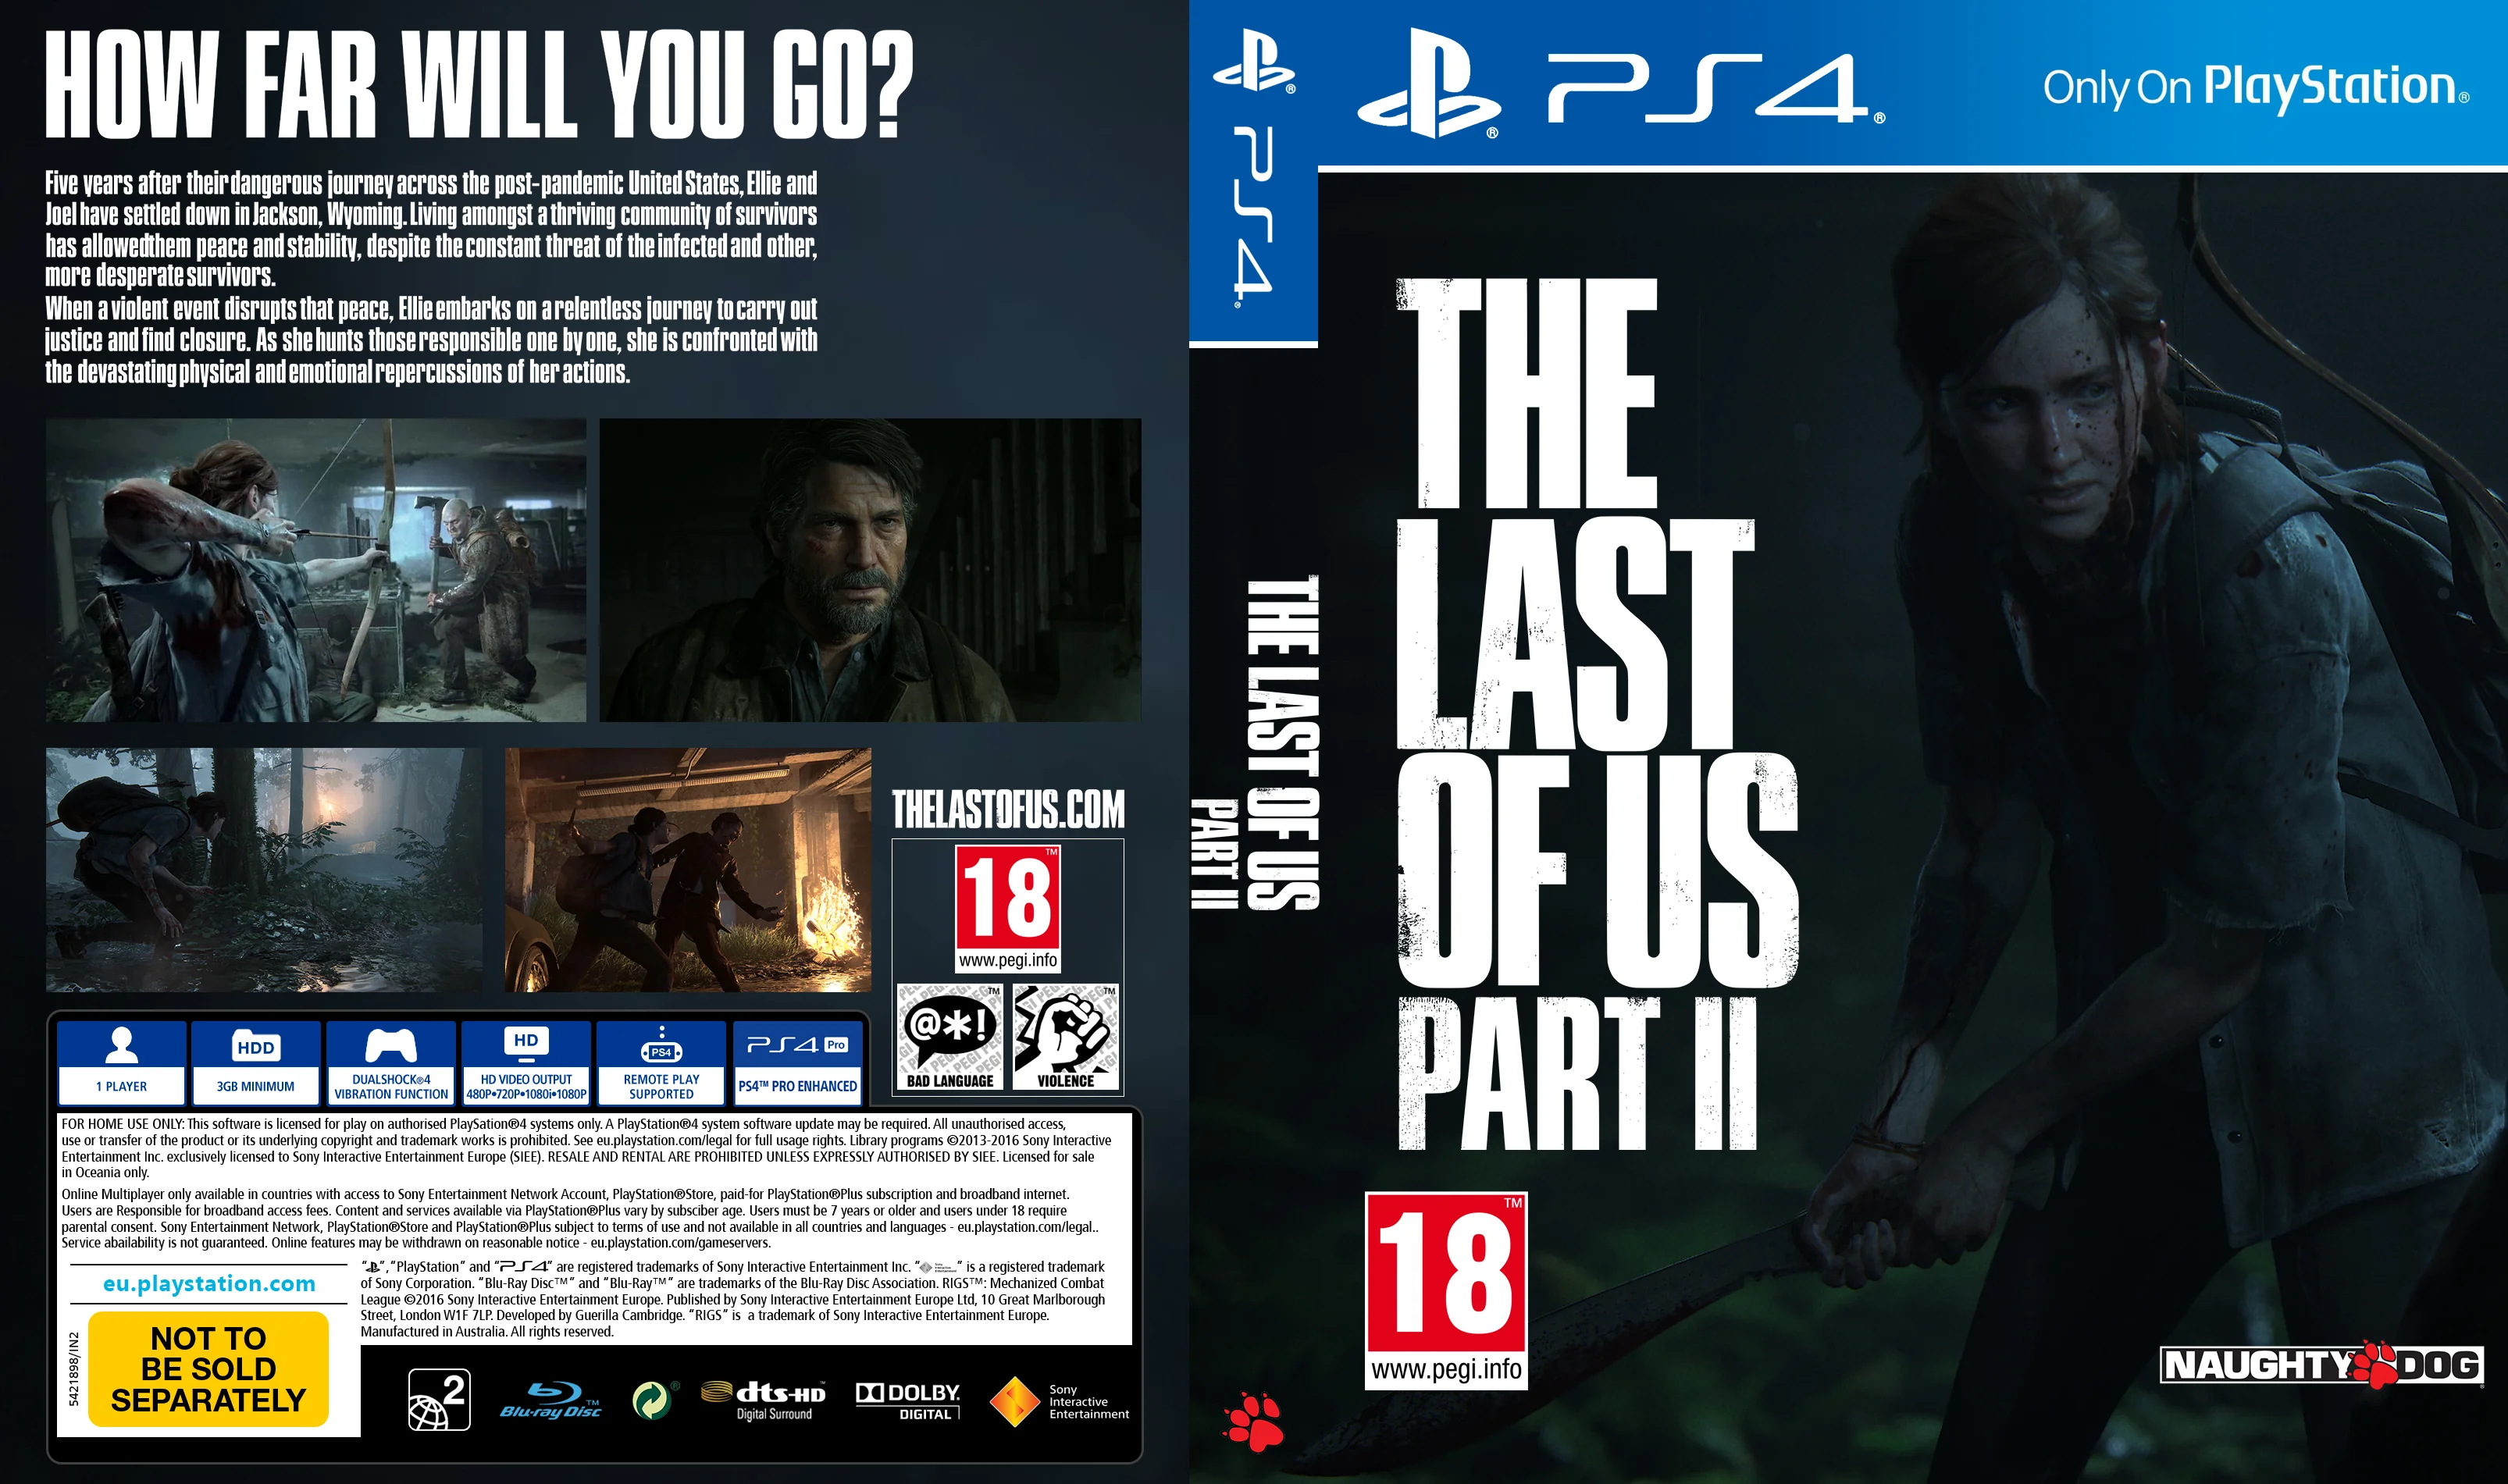 HOW FAR WILL YOU GO?
Five years after their dangerous journey across the post-pandemic United States, Ellie and
Joel have settled down in Jackson, Wyoming. Living amongst a thriving community of survivors
has allowedthem peace and stability, despite the constant threat of the infected and other,
more desperate survivors.
When a violent event disrupts that peace, Ellie embarks on a relentless journey to carry out
justice and find closure. As she hunts those responsible one by one, she is confronted with
the devastating physical and emotional repercussions of her actions.
THELASTOFUS.COM
18
TM
www.pegi.info
@*!
TM
BAD LANGUAGE
TM
VIOLENCE
1 PLAYER
HDD
3GB MINIMUM
DUALSHOCK®4
VIBRATION FUNCTION
HD
HD VIDEO OUTPUT
480P•720P•1080i•1080P
PS4
REMOTE PLAY
SUPPORTED
PS4 Pro
PS4™ PRO ENHANCED
FOR HOME USE ONLY: This software is licensed for play on authorised PlaySation®4 systems only. A PlayStation®4 system software update may be required. All unauthorised access,
use or transfer of the product or its underlying copyright and trademark works is prohibited. See eu.playstation.com/legal for full usage rights. Library programs ©2013-2016 Sony Interactive
Entertainment Inc. exclusively licensed to Sony Interactive Entertainment Europe (SIEE). RESALE AND RENTAL ARE PROHIBITED UNLESS EXPRESSLY AUTHORISED BY SIEE. Licensed for sale
in Oceania only.
Online Multiplayer only available in countries with access to Sony Entertainment Network Account, PlayStation®Store, paid-for PlayStation®Plus subscription and broadband internet.
Users are Responsible for broadband access fees. Content and services available via PlayStation®Plus vary by subsciber age. Users must be 7 years or older and users under 18 require
parental consent. Sony Entertainment Network, PlayStation®Store and PlayStation®Plus subject to terms of use and not available in all countries and languages - eu.playstation.com/legal..
Service abailability is not guaranteed. Online features may be withdrawn on reasonable notice - eu.playstation.com/gameservers.
eu.playstation.com
NOT TO
BE SOLD
SEPARATELY
5421898/IN2
“ ”, “PlayStation” and “PS4” are registered trademarks of Sony Interactive Entertainment Inc. “ ” is a registered trademark
of Sony Corporation. “Blu-Ray Disc™” and “Blu-Ray™” are trademarks of the Blu-Ray Disc Association. RIGS™: Mechanized Combat
League ©2016 Sony Interactive Entertainment Europe. Published by Sony Interactive Entertainment Europe Ltd, 10 Great Marlborough
Street, London W1F 7LP. Developed by Guerilla Cambridge. “RIGS” is a trademark of Sony Interactive Entertainment Europe.
Manufactured in Australia. All rights reserved.
2
Blu-ray Disc™
®
dts-HD
Digital Surround
DOLBY
DIGITAL
Sony
Interactive
Entertainment
PS4
THE LAST OF US
PART II
PS4®
Only On PlayStation®
THE
LAST
OF US
PART II
18
TM
www.pegi.info
NAUGHTY DOG